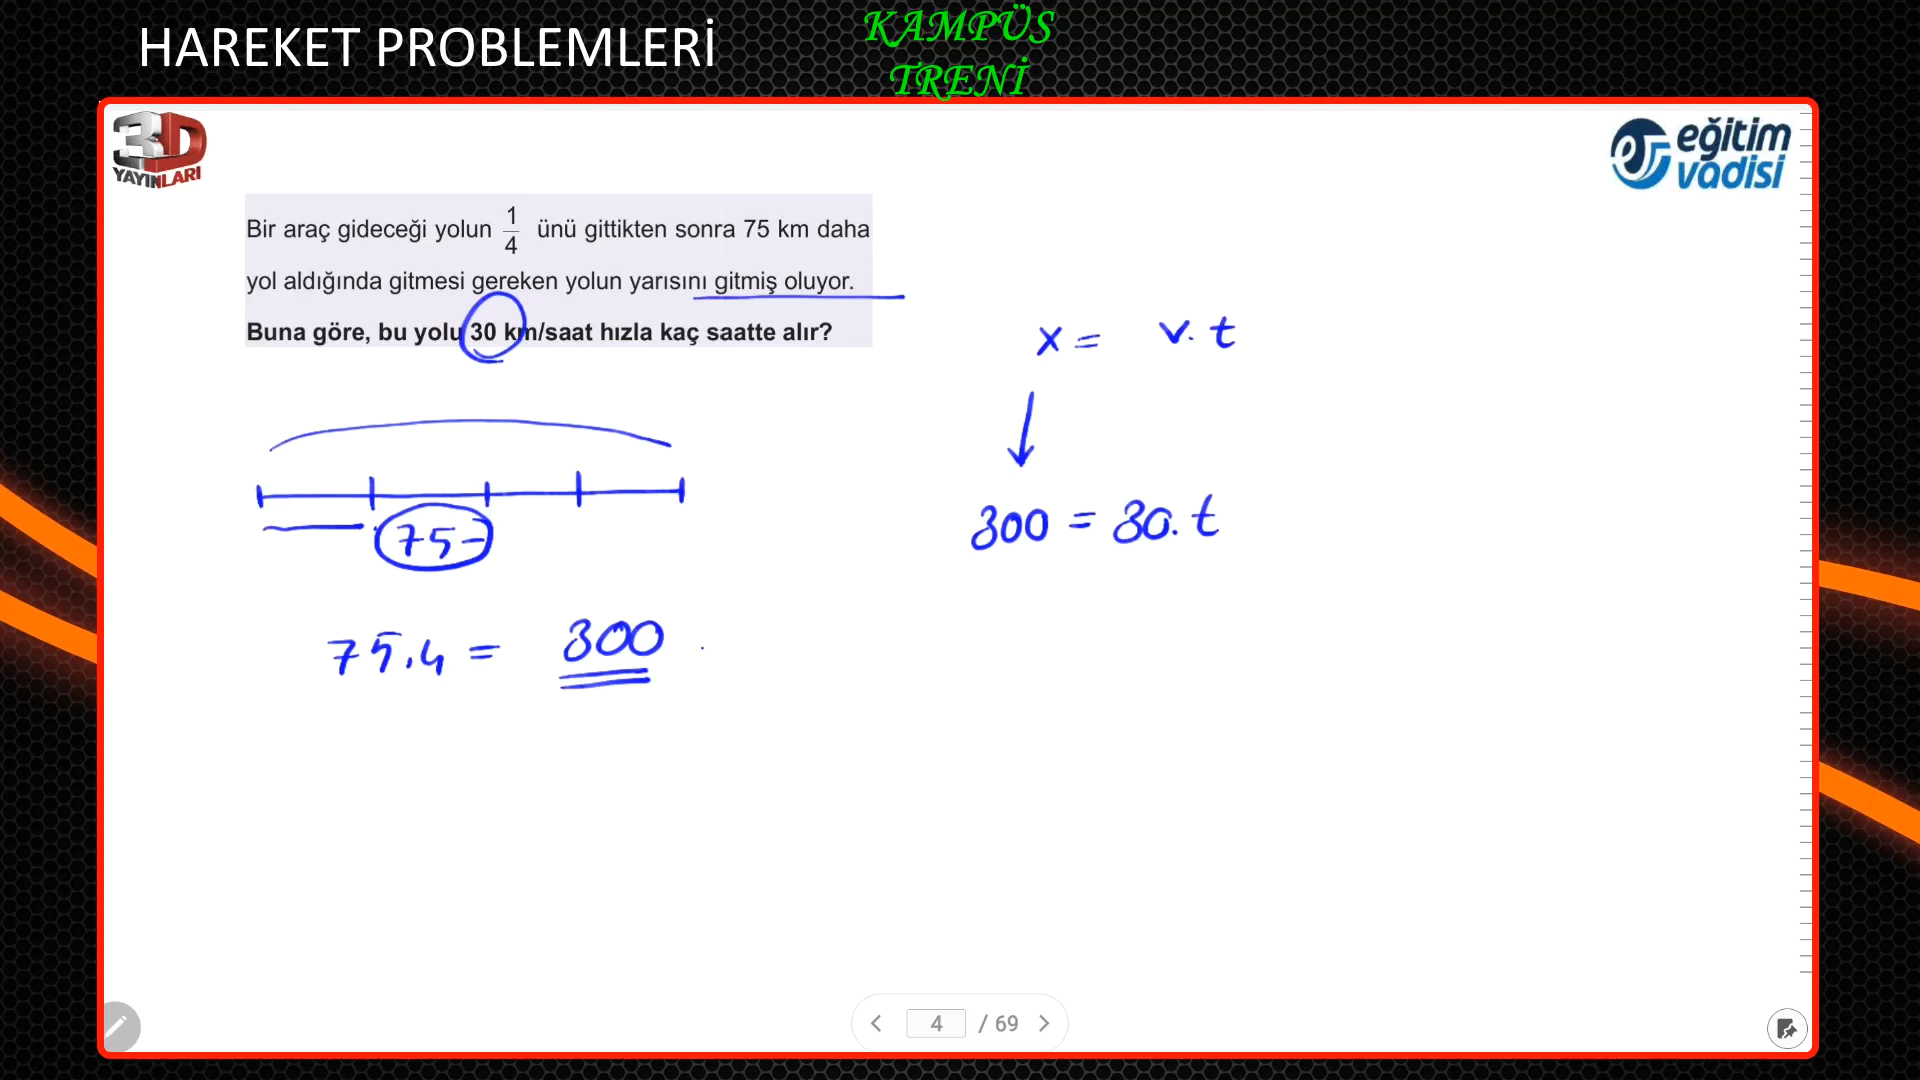 HAREKET PROBLEMLERİ
KAMPÜS
TRENİ
3D
YAYINLARI
eğitim
vadisi
Bir araç gideceği yolun 1/4 ünü gittikten sonra 75 km daha
yol aldığında gitmesi gereken yolun yarısını gitmiş oluyor.
Buna göre, bu yolu 30 km/saat hızla kaç saatte alır?
x = v. t
75
300 = 30. t
75.4 = 300
4 / 69